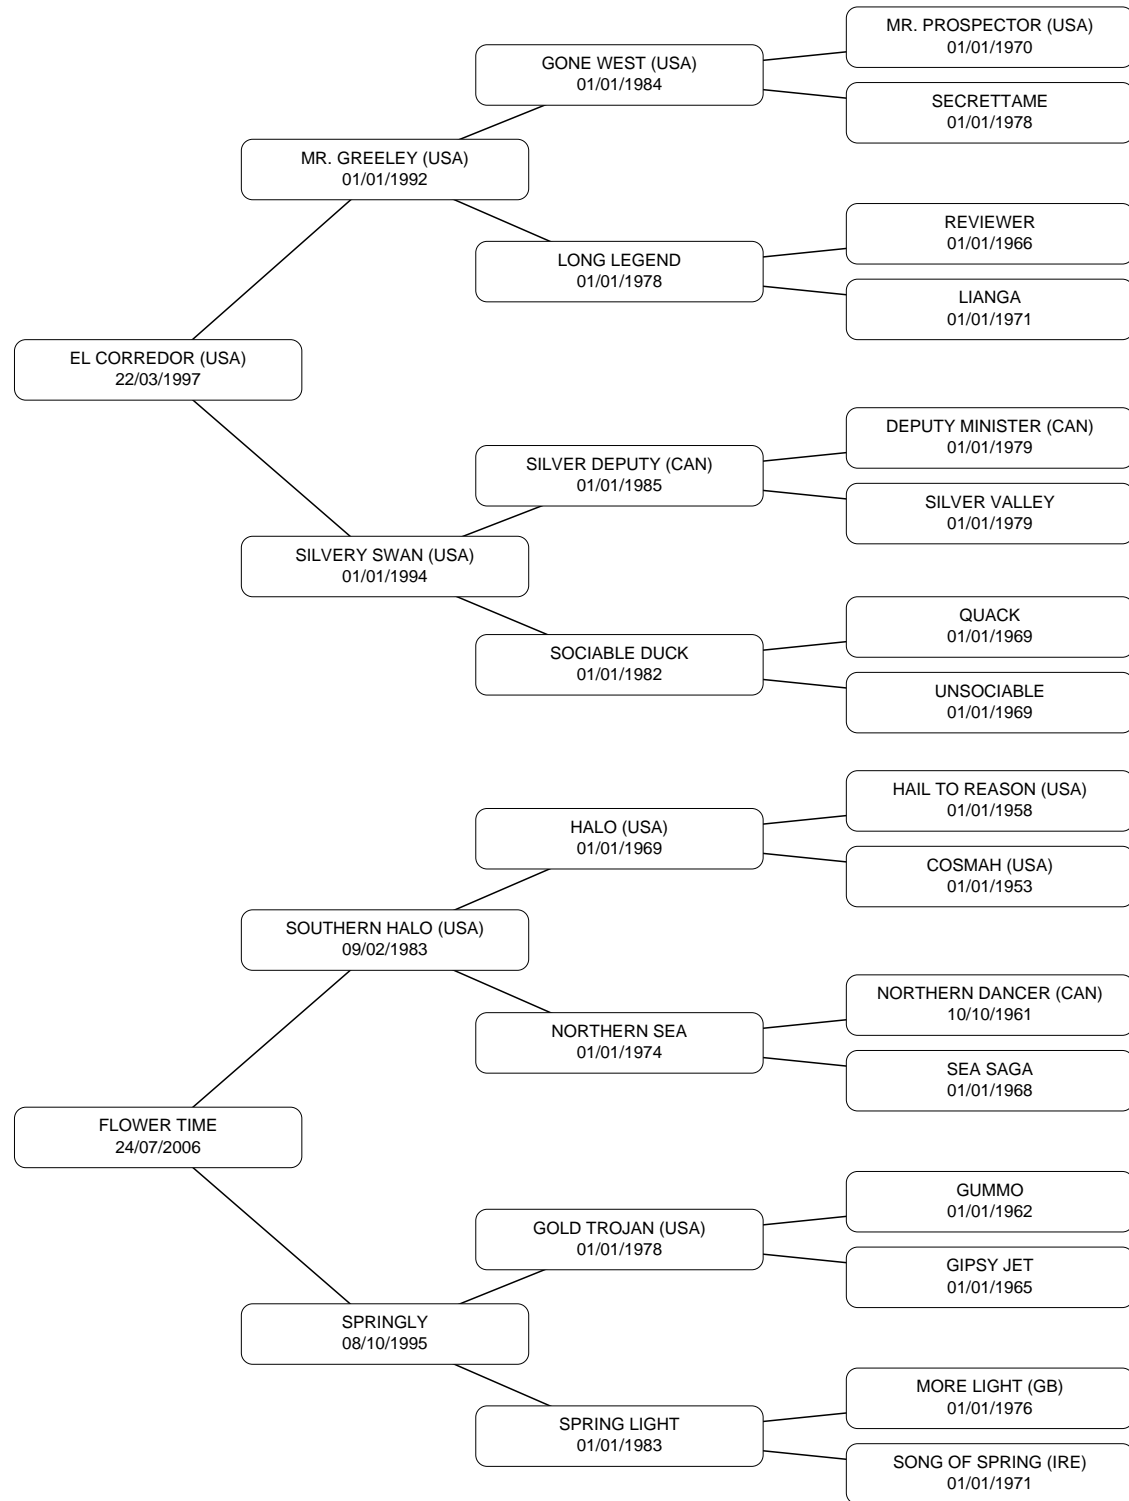 MR. PROSPECTOR (USA)
01/01/1970
GONE WEST (USA)
01/01/1984
SECRETTAME
01/01/1978
MR. GREELEY (USA)
01/01/1992
REVIEWER
01/01/1966
LONG LEGEND
01/01/1978
LIANGA
01/01/1971
EL CORREDOR (USA)
22/03/1997
DEPUTY MINISTER (CAN)
01/01/1979
SILVER DEPUTY (CAN)
01/01/1985
SILVER VALLEY
01/01/1979
SILVERY SWAN (USA)
01/01/1994
QUACK
01/01/1969
SOCIABLE DUCK
01/01/1982
UNSOCIABLE
01/01/1969
HAIL TO REASON (USA)
01/01/1958
HALO (USA)
01/01/1969
COSMAH (USA)
01/01/1953
SOUTHERN HALO (USA)
09/02/1983
NORTHERN DANCER (CAN)
10/10/1961
NORTHERN SEA
01/01/1974
SEA SAGA
01/01/1968
FLOWER TIME
24/07/2006
GUMMO
01/01/1962
GOLD TROJAN (USA)
01/01/1978
GIPSY JET
01/01/1965
SPRINGLY
08/10/1995
MORE LIGHT (GB)
01/01/1976
SPRING LIGHT
01/01/1983
SONG OF SPRING (IRE)
01/01/1971